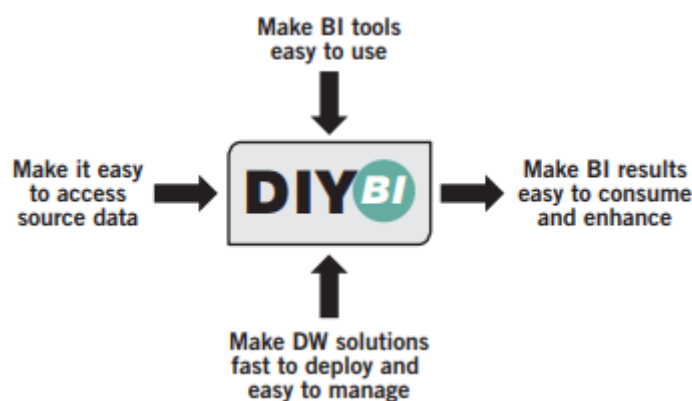 Make BI tools
easy to use
Make it easy
to access
source data
DIY BI
Make BI results
easy to consume
and enhance
Make DW solutions
fast to deploy and
easy to manage